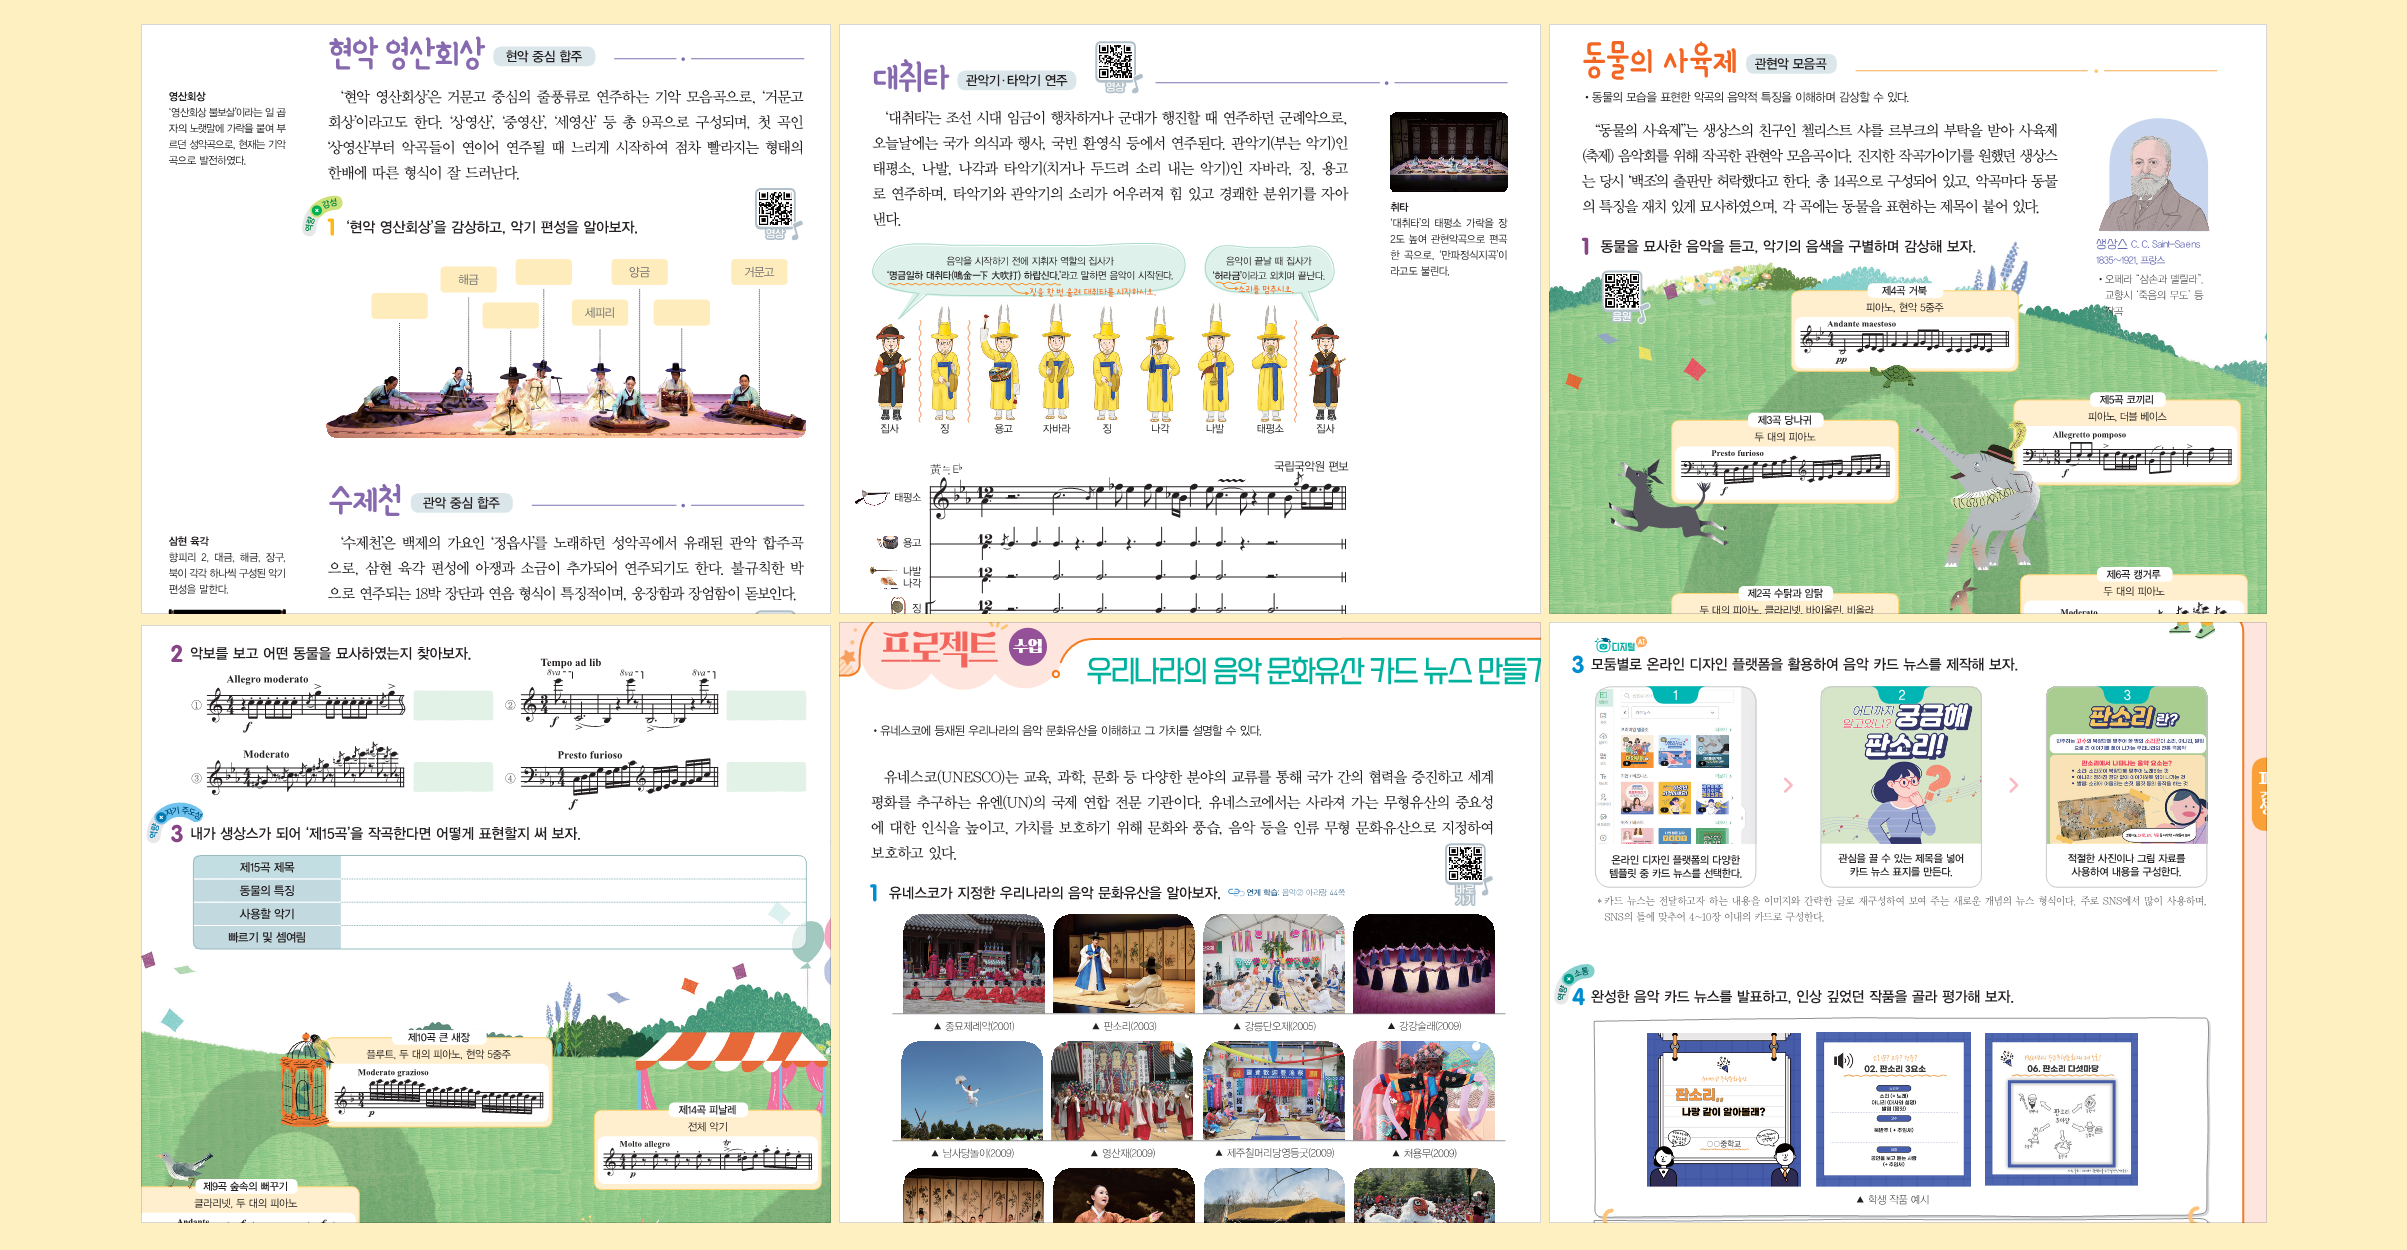 현악 영산회상 현악 중심 합주
영산회상
'영산회상 불보살'이라는 일 곱
자의 노랫말에 가락을 붙여 부
르던 성악곡으로, 현재는 기악
곡으로 발전하였다.
'현악 영산회상'은 거문고 중심의 줄풍류로 연주하는 기악 모음곡으로, '거문고
회상'이라고도 한다. '상영산', '중영산', '세영산' 등 총 9곡으로 구성되며, 첫 곡인
'상영산'부터 악곡들이 연이어 연주될 때 느리게 시작하여 점차 빨라지는 형태의
한배에 따른 형식이 잘 드러난다.
역량 감성
1 '현악 영산회상'을 감상하고, 악기 편성을 알아보자.
영상
해금
양금
거문고
세피리
수제천 관악 중심 합주
삼현 육각
향피리 2, 대금, 해금, 장구,
북이 각각 하나씩 구성된 악기
편성을 말한다.
'수제천'은 백제의 가요인 '정읍사'를 노래하던 성악곡에서 유래된 관악 합주곡
으로, 삼현 육각 편성에 아쟁과 소금이 추가되어 연주되기도 한다. 불규칙한 박
으로 연주되는 18박 장단과 연음 형식이 특징적이며, 웅장함과 장엄함이 돋보인다.
대취타 관악기·타악기 연주
영상
'대취타'는 조선 시대 임금이 행차하거나 군대가 행진할 때 연주하던 군례악으로,
오늘날에는 국가 의식과 행사, 국빈 환영식 등에서 연주된다. 관악기(부는 악기)인
태평소, 나발, 나각과 타악기(치거나 두드려 소리 내는 악기)인 자바라, 징, 용고
로 연주하며, 타악기와 관악기의 소리가 어우러져 힘 있고 경쾌한 분위기를 자아
낸다.
취타
'대취타'의 태평소 가락을 장
2도 높여 관현악곡으로 편곡
한 곡으로, '만파정식지곡'이
라고도 불린다.
음악을 시작하기 전에 지휘자 역할의 집사가
'명금일하 대취타(鳴金一下 大吹打) 하랍신다.'라고 말하면 음악이 시작된다.
징을 한 번 울려 대취타를 시작하시오.
음악이 끝날 때 집사가
'허라금'이라고 외치며 끝난다.
소리를 멈추시오.
집사 징 용고 자바라 징 나각 나발 태평소 집사
黃=E♭
국립국악원 편보
태평소
용고
나발
나각
징
동물의 사육제 관현악 모음곡
• 동물의 모습을 표현한 악곡의 음악적 특징을 이해하며 감상할 수 있다.
"동물의 사육제"는 생상스의 친구인 첼리스트 샤를 르부크의 부탁을 받아 사육제
(축제) 음악회를 위해 작곡한 관현악 모음곡이다. 진지한 작곡가이기를 원했던 생상스
는 당시 '백조'의 출판만 허락했다고 한다. 총 14곡으로 구성되어 있고, 악곡마다 동물
의 특징을 재치 있게 묘사하였으며, 각 곡에는 동물을 표현하는 제목이 붙어 있다.
생상스 C. C. Saint-Saëns
1835~1921, 프랑스
• 오페라 "삼손과 델릴라",
교향시 '죽음의 무도' 등
작곡
1 동물을 묘사한 음악을 듣고, 악기의 음색을 구별하며 감상해 보자.
음원
제4곡 거북
피아노, 현악 5중주
Andante maestoso
pp
제5곡 코끼리
피아노, 더블 베이스
Allegretto pomposo
f
제3곡 당나귀
두 대의 피아노
Presto furioso
f
제2곡 수탉과 암탉
두 대의 피아노, 클라리넷, 바이올린, 비올라
제6곡 캥거루
두 대의 피아노
Moderato
2 악보를 보고 어떤 동물을 묘사하였는지 찾아보자.
① Allegro moderato
f
② Tempo ad lib
8va 8va 8va
f
③ Moderato
④ Presto furioso
f
역량 자기 주도성
3 내가 생상스가 되어 '제15곡'을 작곡한다면 어떻게 표현할지 써 보자.
제15곡 제목
동물의 특징
사용할 악기
빠르기 및 셈여림
제10곡 큰 새장
플루트, 두 대의 피아노, 현악 5중주
Moderato grazioso
p
제14곡 피날레
전체 악기
Molto allegro
p
제9곡 숲속의 뻐꾸기
클라리넷, 두 대의 피아노
Andante
프로젝트 수업
우리나라의 음악 문화유산 카드 뉴스 만들기
• 유네스코에 등재된 우리나라의 음악 문화유산을 이해하고 그 가치를 설명할 수 있다.
유네스코(UNESCO)는 교육, 과학, 문화 등 다양한 분야의 교류를 통해 국가 간의 협력을 증진하고 세계
평화를 추구하는 유엔(UN)의 국제 연합 전문 기관이다. 유네스코에서는 사라져 가는 무형유산의 중요성
에 대한 인식을 높이고, 가치를 보호하기 위해 문화와 풍습, 음악 등을 인류 무형 문화유산으로 지정하여
보호하고 있다.
1 유네스코가 지정한 우리나라의 음악 문화유산을 알아보자. 연계 학습: 음악② 아리랑 44쪽
바로
가기
▲ 종묘제례악(2001) ▲ 판소리(2003) ▲ 강릉단오제(2005) ▲ 강강술래(2009)
▲ 남사당놀이(2009) ▲ 영산재(2009) ▲ 제주칠머리당영등굿(2009) ▲ 처용무(2009)
디지털 AI
3 모둠별로 온라인 디자인 플랫폼을 활용하여 음악 카드 뉴스를 제작해 보자.
1
온라인 디자인 플랫폼의 다양한
템플릿 중 카드 뉴스를 선택한다.
2
어디까지
알고있니? 궁금해
판소리!
관심을 끌 수 있는 제목을 넣어
카드 뉴스 표지를 만든다.
3
판소리란?
판소리에서 나타나는 음악 요소는?
적절한 사진이나 그림 자료를
사용하여 내용을 구성한다.
* 카드 뉴스는 전달하고자 하는 내용을 이미지와 간략한 글로 재구성하여 보여 주는 새로운 개념의 뉴스 형식이다. 주로 SNS에서 많이 사용하며,
SNS의 틀에 맞추어 4~10장 이내의 카드로 구성한다.
역량 소통
4 완성한 음악 카드 뉴스를 발표하고, 인상 깊었던 작품을 골라 평가해 보자.
판소리,,
나랑 같이 알아볼래?
○○중학교
02. 판소리 3요소
06. 판소리 다섯마당
▲ 학생 작품 예시